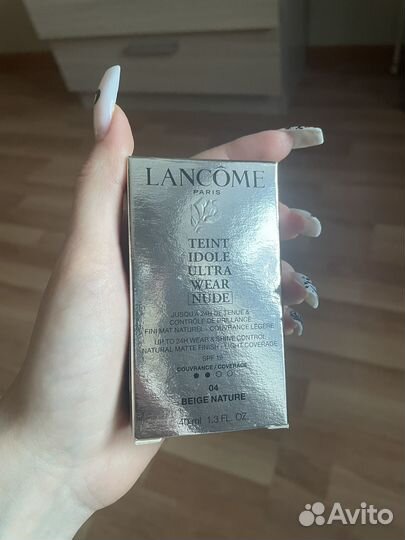 LANCÔME
PARIS
TEINT
IDOLE
ULTRA
WEAR
NUDE
JUSQU'À 24H DE TENUE &
CONTRÔLE DE BRILLANCE
FINI MAT NATUREL - COUVRANCE LÉGÈRE
UP TO 24H WEAR & SHINE CONTROL
NATURAL MATTE FINISH - LIGHT COVERAGE
SPF 19
COUVRANCE / COVERAGE
04
BEIGE NATURE
40 ml 1.3 FL. OZ.
Avito